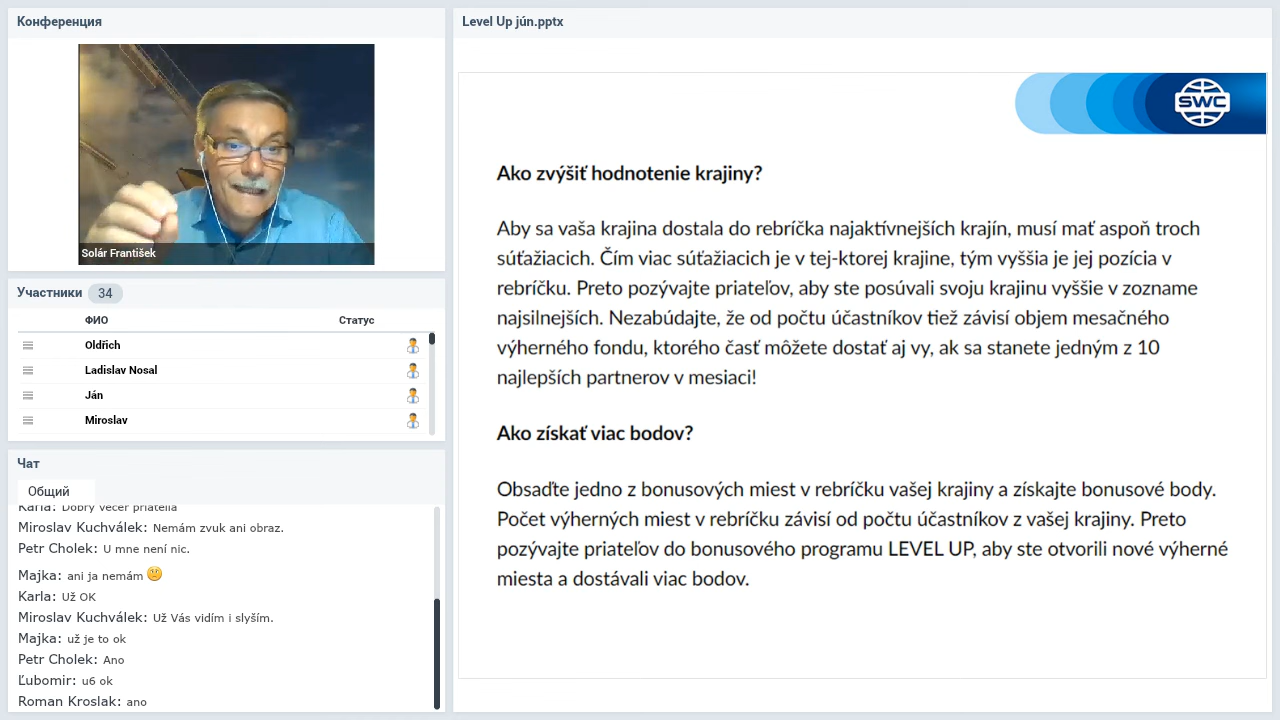 Конференция
Solár František
Участники 34
ФИО Статус
Oldřich
Ladislav Nosal
Ján
Miroslav
Чат
Общий
Karla: Dobrý večer priatelia
Miroslav Kuchválek: Nemám zvuk ani obraz.
Petr Cholek: U mne není nic.
Majka: ani ja nemám
Karla: Už OK
Miroslav Kuchválek: Už Vás vidím i slyším.
Majka: už je to ok
Petr Cholek: Ano
Ľubomir: u6 ok
Roman Kroslak: ano
Level Up jún.pptx
SWC
Ako zvýšiť hodnotenie krajiny?
Aby sa vaša krajina dostala do rebríčka najaktívnejších krajín, musí mať aspoň troch
súťažiacich. Čím viac súťažiacich je v tej-ktorej krajine, tým vyššia je jej pozícia v
rebríčku. Preto pozývajte priateľov, aby ste posúvali svoju krajinu vyššie v zozname
najsilnejších. Nezabúdajte, že od počtu účastníkov tiež závisí objem mesačného
výherného fondu, ktorého časť môžete dostať aj vy, ak sa stanete jedným z 10
najlepších partnerov v mesiaci!
Ako získať viac bodov?
Obsaďte jedno z bonusových miest v rebríčku vašej krajiny a získajte bonusové body.
Počet výherných miest v rebríčku závisí od počtu účastníkov z vašej krajiny. Preto
pozývajte priateľov do bonusového programu LEVEL UP, aby ste otvorili nové výherné
miesta a dostávali viac bodov.